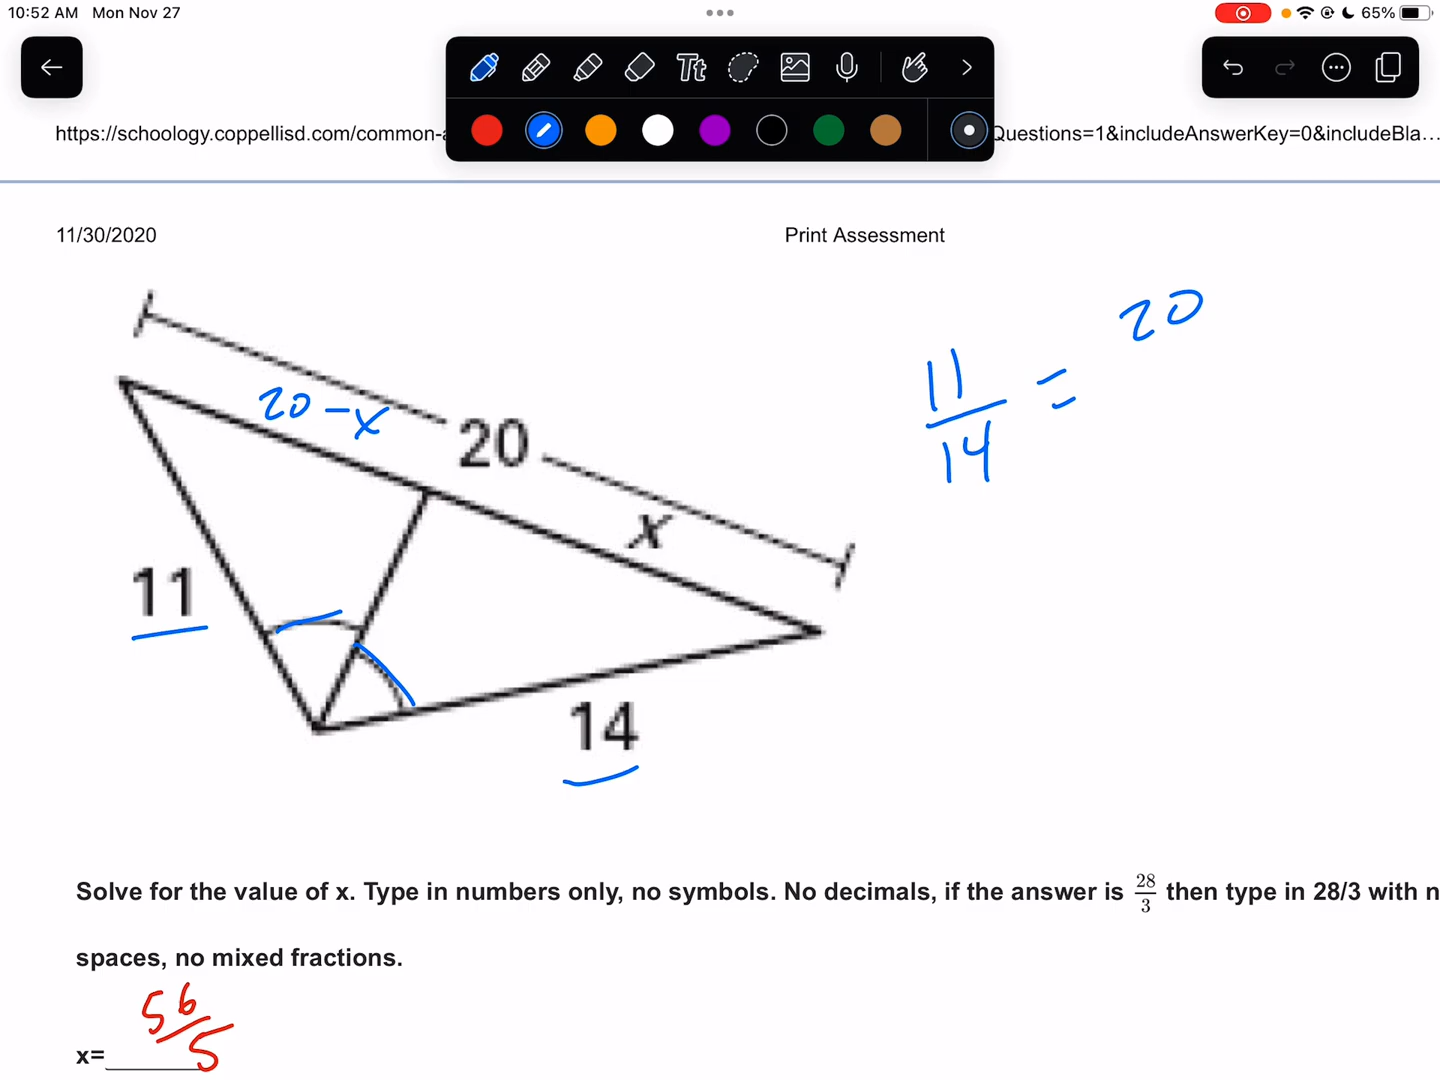 10:52 AM Mon Nov 27
65%
Tt
https://schoology.coppellisd.com/common-a
Questions=1&includeAnswerKey=0&includeBla…
11/30/2020
Print Assessment
20
11/14 =
20-x
20
x
11
14
Solve for the value of x. Type in numbers only, no symbols. No decimals, if the answer is 28/3 then type in 28/3 with n
spaces, no mixed fractions.
56/5
x=________